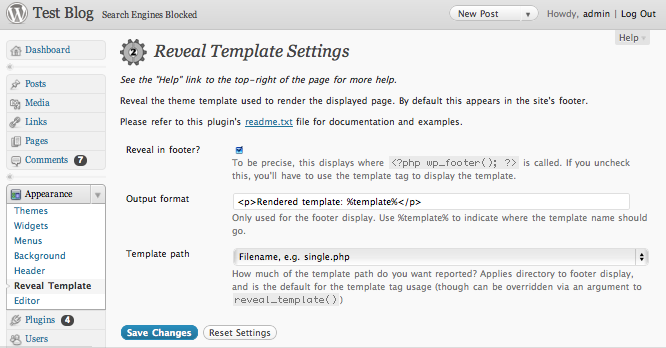 Test Blog Search Engines Blocked
New Post
Howdy, admin | Log Out
Help
Dashboard
Posts
Media
Links
Pages
Comments 7
Appearance
Themes
Widgets
Menus
Background
Header
Reveal Template
Editor
Plugins 4
Users
Reveal Template Settings
See the "Help" link to the top-right of the page for more help.
Reveal the theme template used to render the displayed page. By default this appears in the site's footer.
Please refer to this plugin's readme.txt file for documentation and examples.
Reveal in footer?
To be precise, this displays where <?php wp_footer(); ?> is called. If you uncheck
this, you'll have to use the template tag to display the template.
Output format
<p>Rendered template: %template%</p>
Only used for the footer display. Use %template% to indicate where the template name should
go.
Template path
Filename, e.g. single.php
How much of the template path do you want reported? Applies directory to footer display,
and is the default for the template tag usage (though can be overridden via an argument to
reveal_template())
Save Changes
Reset Settings